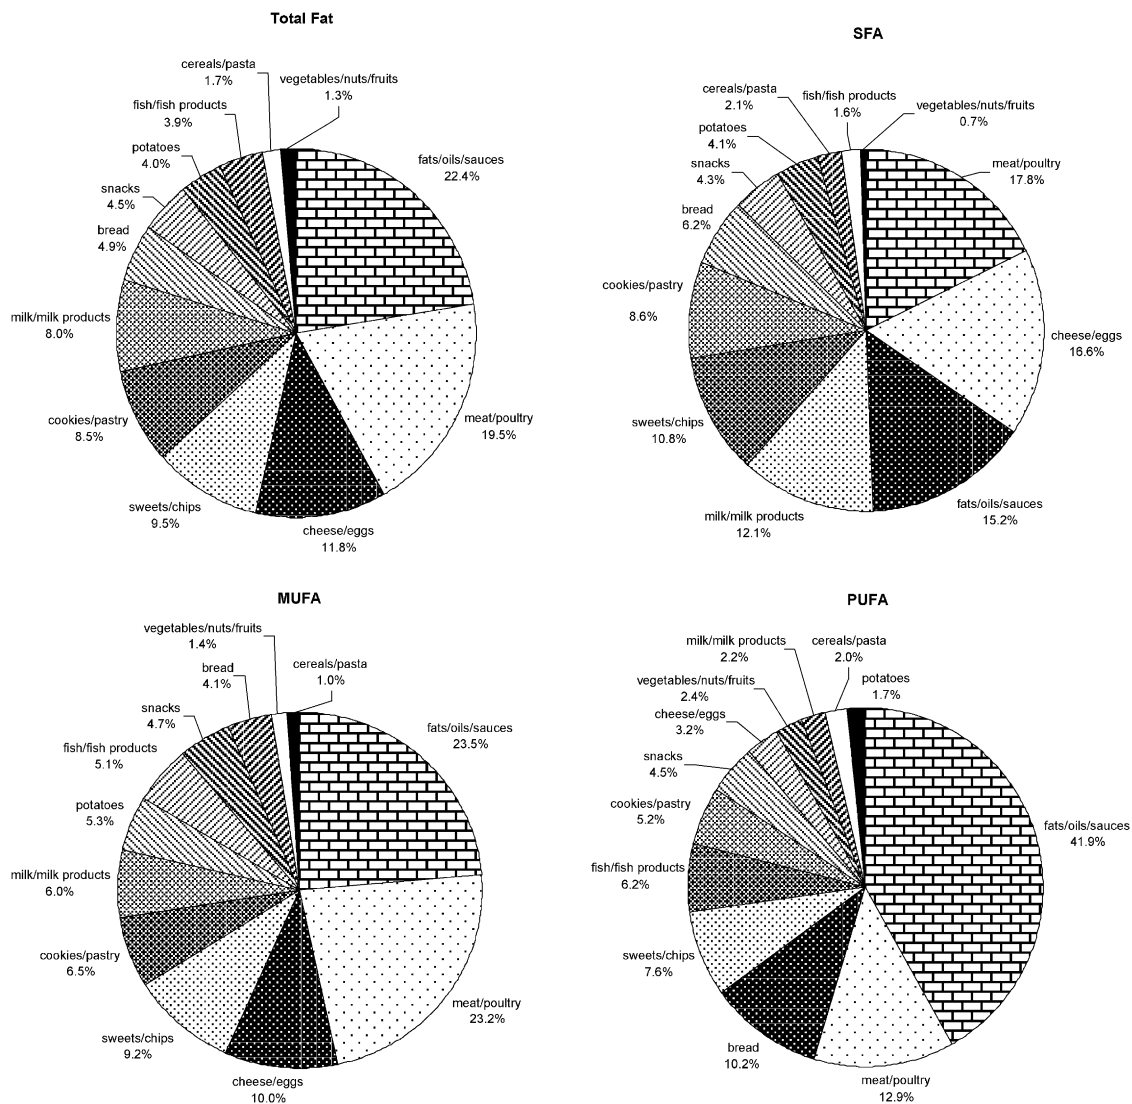 Total Fat
cereals/pasta
1.7%
vegetables/nuts/fruits
1.3%
fish/fish products
3.9%
potatoes
4.0%
snacks
4.5%
bread
4.9%
milk/milk products
8.0%
cookies/pastry
8.5%
sweets/chips
9.5%
cheese/eggs
11.8%
meat/poultry
19.5%
fats/oils/sauces
22.4%
SFA
cereals/pasta
2.1%
fish/fish products
1.6%
vegetables/nuts/fruits
0.7%
potatoes
4.1%
snacks
4.3%
bread
6.2%
cookies/pastry
8.6%
sweets/chips
10.8%
milk/milk products
12.1%
fats/oils/sauces
15.2%
cheese/eggs
16.6%
meat/poultry
17.8%
MUFA
vegetables/nuts/fruits
1.4%
cereals/pasta
1.0%
bread
4.1%
snacks
4.7%
fish/fish products
5.1%
potatoes
5.3%
milk/milk products
6.0%
cookies/pastry
6.5%
sweets/chips
9.2%
cheese/eggs
10.0%
meat/poultry
23.2%
fats/oils/sauces
23.5%
PUFA
milk/milk products
2.2%
cereals/pasta
2.0%
potatoes
1.7%
vegetables/nuts/fruits
2.4%
cheese/eggs
3.2%
snacks
4.5%
cookies/pastry
5.2%
fish/fish products
6.2%
sweets/chips
7.6%
bread
10.2%
meat/poultry
12.9%
fats/oils/sauces
41.9%